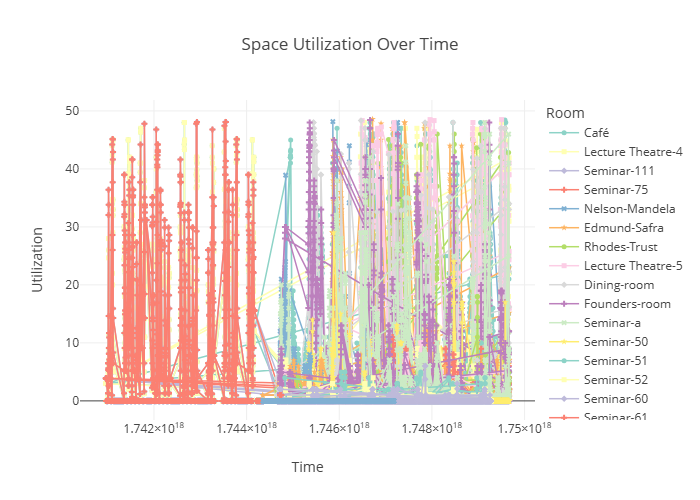 Space Utilization Over Time
50
40
30
20
10
0
Utilization
1.742×10¹⁸
1.744×10¹⁸
1.746×10¹⁸
1.748×10¹⁸
1.75×10¹⁸
Time
Room
Café
Lecture Theatre-4
Seminar-111
Seminar-75
Nelson-Mandela
Edmund-Safra
Rhodes-Trust
Lecture Theatre-5
Dining-room
Founders-room
Seminar-a
Seminar-50
Seminar-51
Seminar-52
Seminar-60
Seminar-61